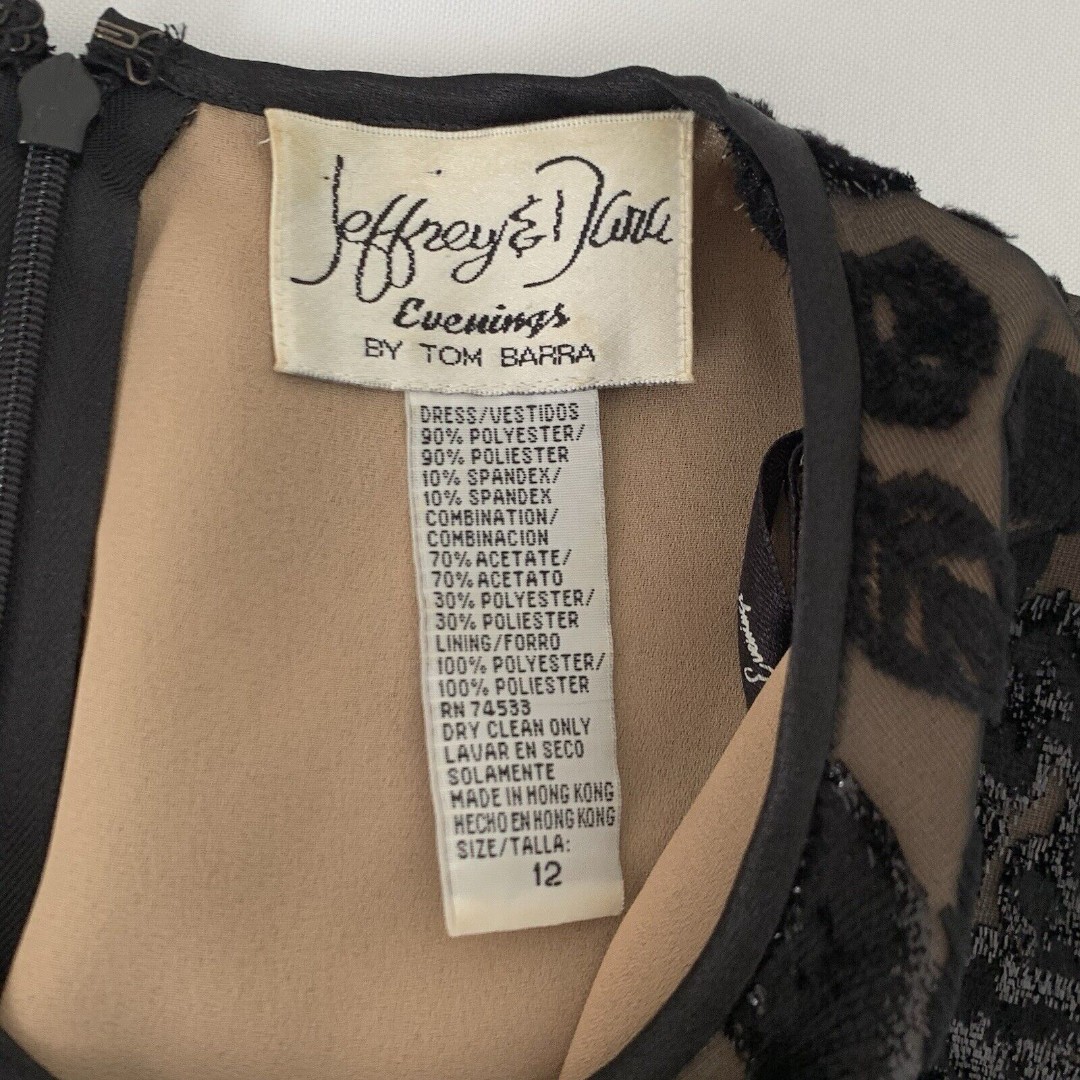 Jeffrey & Dara
Evenings
BY TOM BARRA
DRESS/VESTIDOS
90% POLYESTER/
90% POLIESTER
10% SPANDEX/
10% SPANDEX
COMBINATION/
COMBINACION
70% ACETATE/
70% ACETATO
30% POLYESTER/
30% POLIESTER
LINING/FORRO
100% POLYESTER/
100% POLIESTER
RN 74533
DRY CLEAN ONLY
LAVAR EN SECO
SOLAMENTE
MADE IN HONG KONG
HECHO EN HONG KONG
SIZE/TALLA:
12